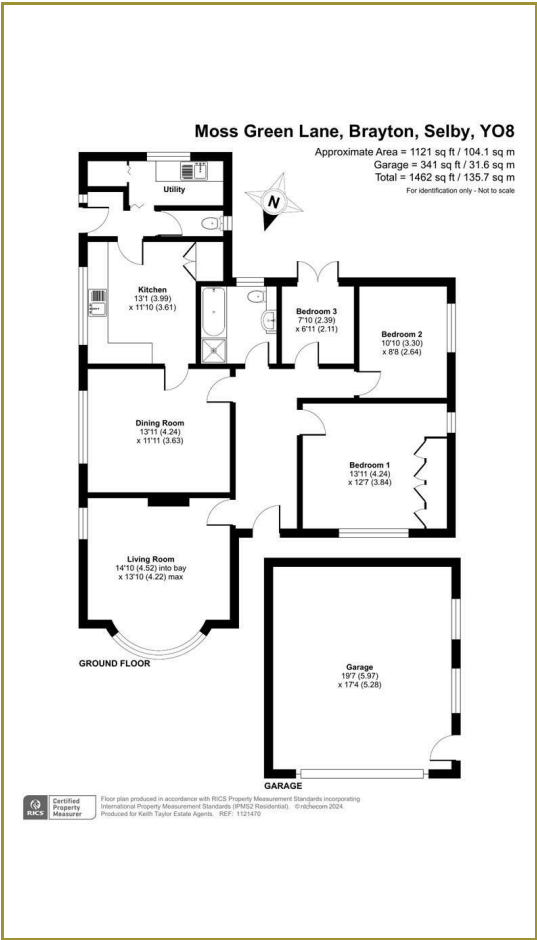 Moss Green Lane, Brayton, Selby, YO8
Approximate Area = 1121 sq ft / 104.1 sq m
Garage = 341 sq ft / 31.6 sq m
Total = 1462 sq ft / 135.7 sq m
For identification only - Not to scale
Utility
N
Kitchen
13'1 (3.99)
x 11'10 (3.61)
Bedroom 3
7'10 (2.39)
x 6'11 (2.11)
Bedroom 2
10'10 (3.30)
x 8'8 (2.64)
Dining Room
13'11 (4.24)
x 11'11 (3.63)
Bedroom 1
13'11 (4.24)
x 12'7 (3.84)
Living Room
14'10 (4.52) into bay
x 13'10 (4.22) max
GROUND FLOOR
Garage
19'7 (5.97)
x 17'4 (5.28)
GARAGE
RICS
Certified
Property
Measurer
Floor plan produced in accordance with RICS Property Measurement Standards incorporating
International Property Measurement Standards (IPMS2 Residential). ©nichecom 2024.
Produced for Keith Taylor Estate Agents. REF: 1121470